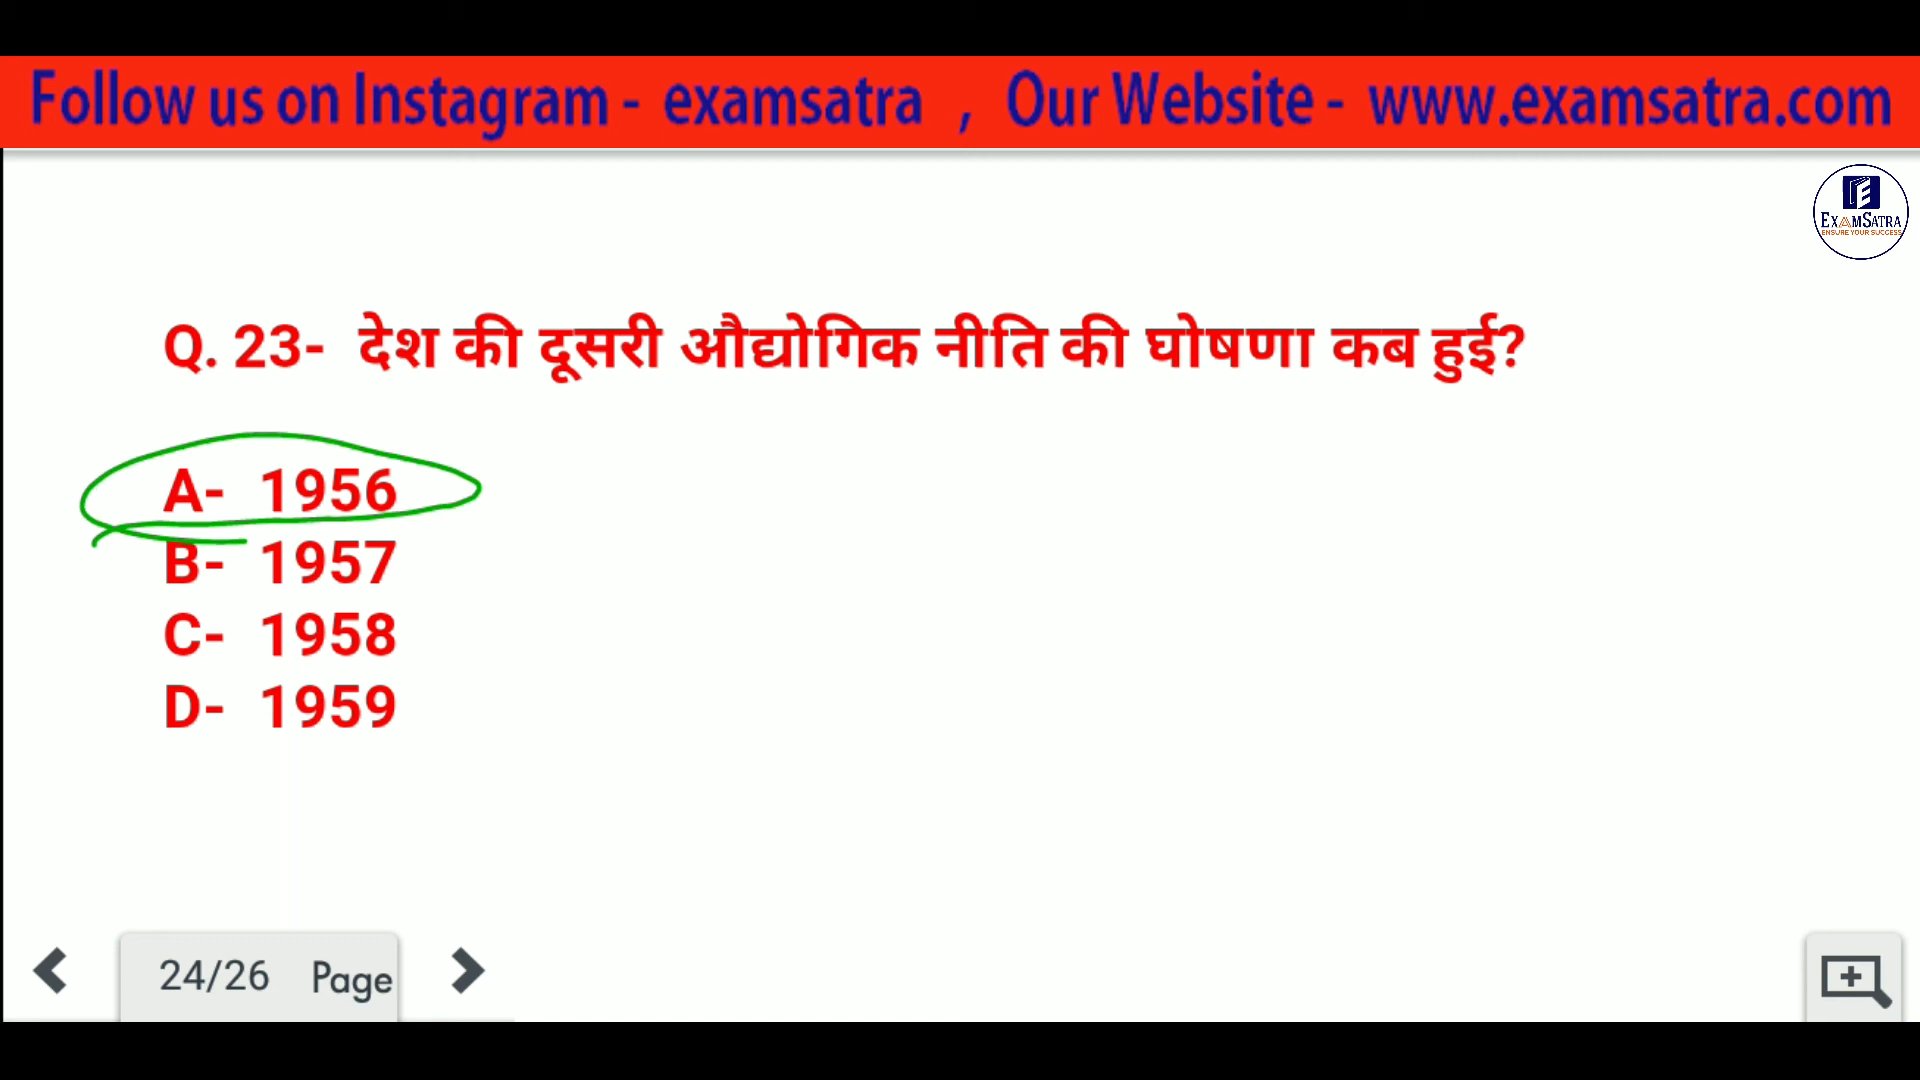 Follow us on Instagram - examsatra , Our Website - www.examsatra.com
EXAMSATRA
ENSURE YOUR SUCCESS
Q. 23- देश की दूसरी औद्योगिक नीति की घोषणा कब हुई?
A- 1956
B- 1957
C- 1958
D- 1959
24/26 Page